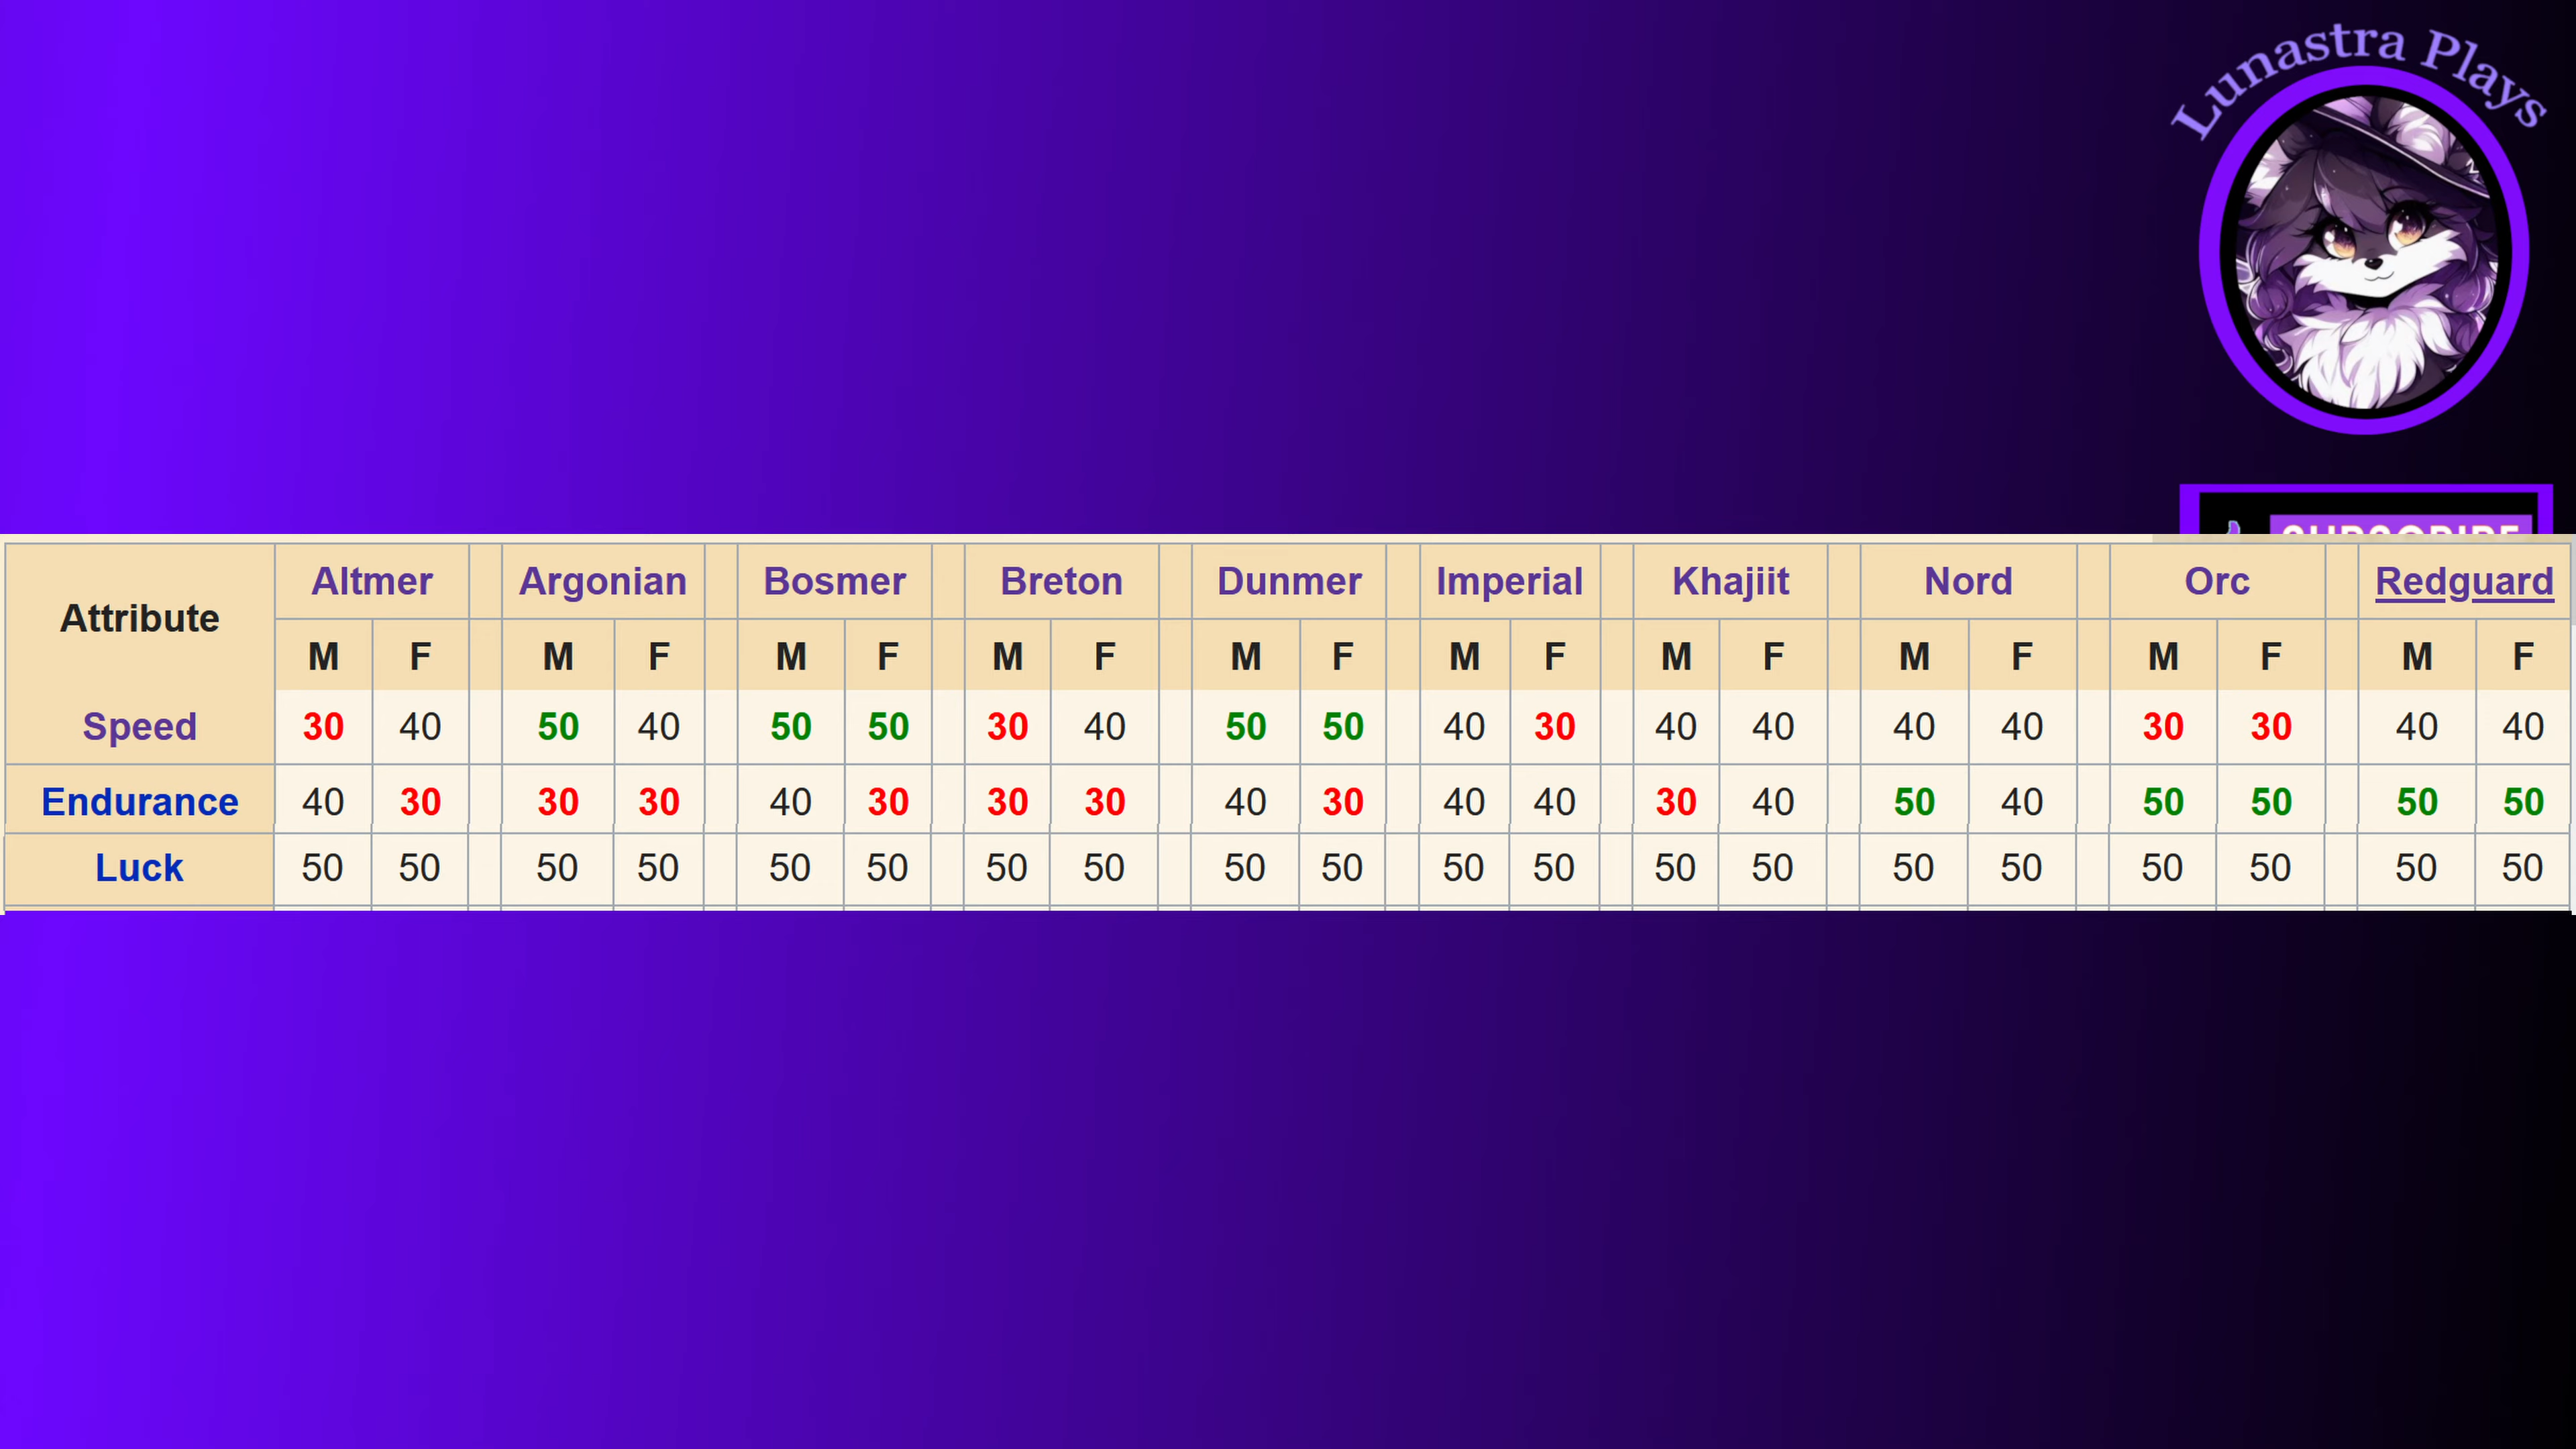 Lunastra Plays
SUBSCRIBE
Attribute Altmer Argonian Bosmer Breton Dunmer Imperial Khajiit Nord Orc Redguard
M F M F M F M F M F M F M F M F M F M F
Speed 30 40 50 40 50 50 30 40 50 50 40 30 40 40 40 40 30 30 40 40
Endurance 40 30 30 30 40 30 30 30 40 30 40 40 30 40 50 40 50 50 50 50
Luck 50 50 50 50 50 50 50 50 50 50 50 50 50 50 50 50 50 50 50 50